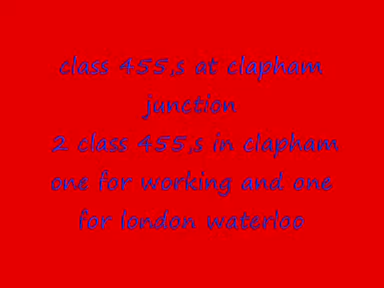 class 455,s at clapham
junction
2 class 455,s in clapham
one for working and one
for london waterloo